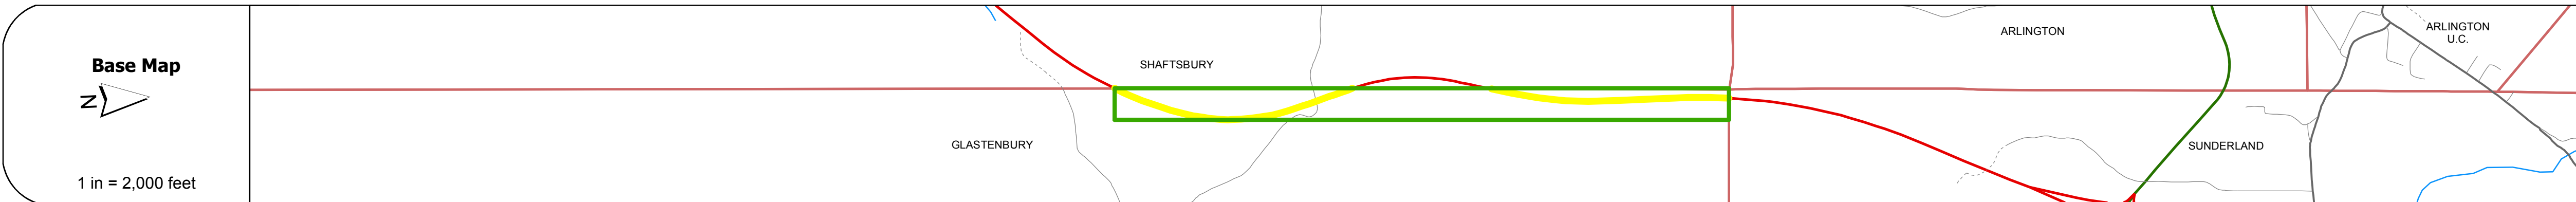 Base Map
N
1 in = 2,000 feet
SHAFTSBURY
GLASTENBURY
ARLINGTON
SUNDERLAND
ARLINGTON
U.C.